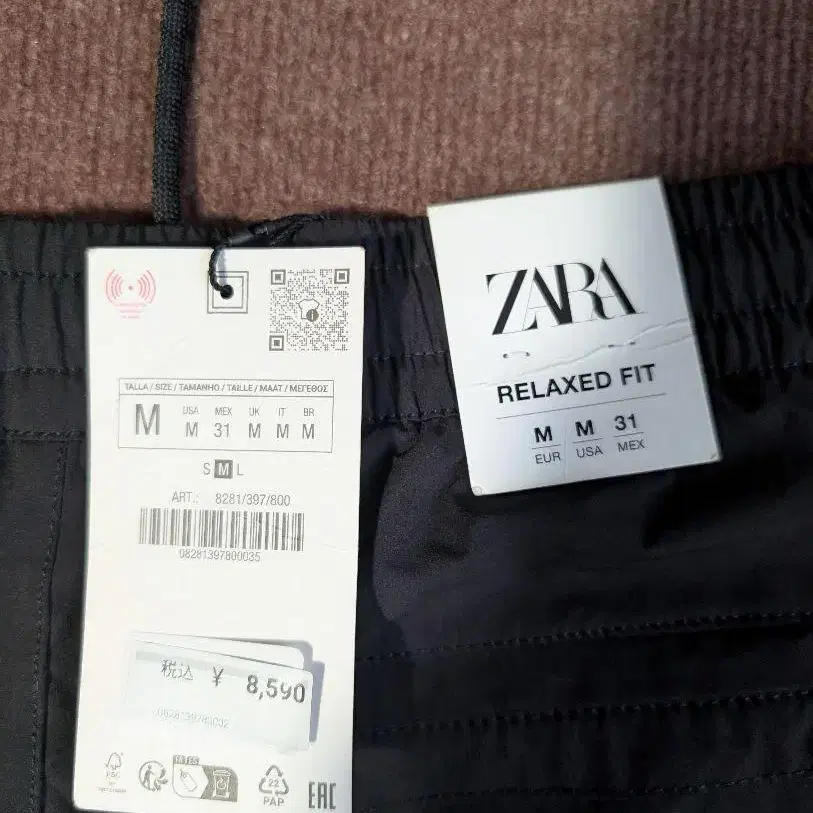 TALLA / SIZE / TAMANHO / TAILLE / MAAT / ΜΕΓΕΘΟΣ
M
USA MEX UK IT BR
M 31 M M M
S M L
ART.: 8281/397/800
08281397800035
税込 ¥ 8,590
FSC
22
PAP
EAC
ZARA
RELAXED FIT
M M 31
EUR USA MEX